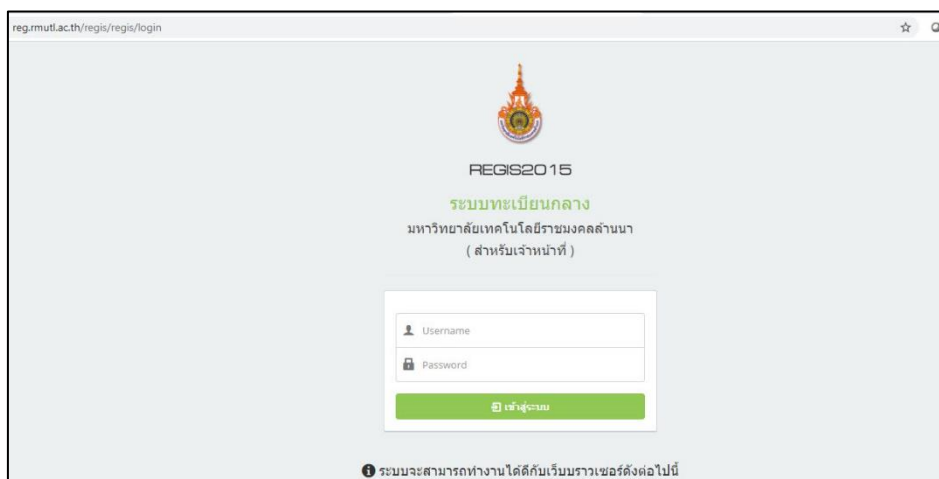 reg.rmutl.ac.th/regis/regis/login
REGIS2015
ระบบทะเบียนกลาง
มหาวิทยาลัยเทคโนโลยีราชมงคลล้านนา
( สำหรับเจ้าหน้าที่ )
Username
Password
เข้าสู่ระบบ
ระบบจะสามารถทำงานได้ดีกับเว็บบราวเซอร์ดังต่อไปนี้